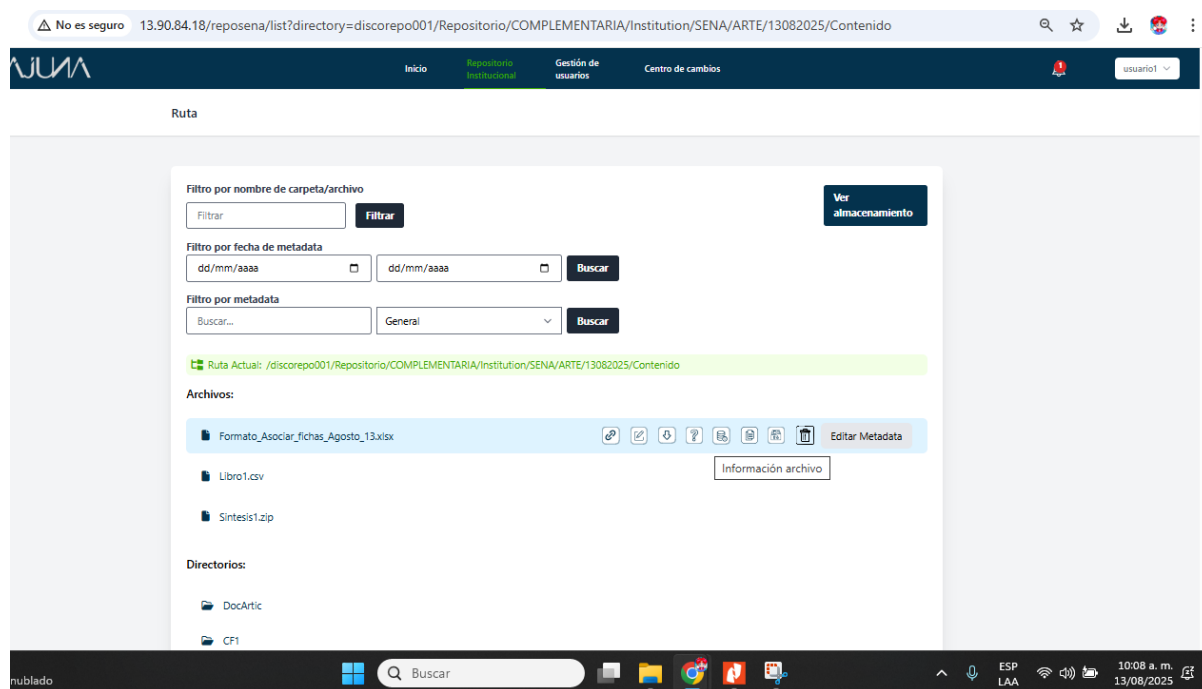 No es seguro 13.90.84.18/reposena/list?directory=discorepo001/Repositorio/COMPLEMENTARIA/Institution/SENA/ARTE/13082025/Contenido
AJUNA Inicio Repositorio Institucional Gestión de usuarios Centro de cambios 1 usuario1
Ruta
Filtro por nombre de carpeta/archivo
Filtrar Filtrar
Ver
almacenamiento
Filtro por fecha de metadata
dd/mm/aaaa dd/mm/aaaa Buscar
Filtro por metadata
Buscar... General Buscar
Ruta Actual: /discorepo001/Repositorio/COMPLEMENTARIA/Institution/SENA/ARTE/13082025/Contenido
Archivos:
Formato_Asociar_fichas_Agosto_13.xlsx Editar Metadata
Información archivo
Libro1.csv
Sintesis1.zip
Directorios:
DocArtic
CF1
nublado Buscar ESP LAA 10:08 a. m. 13/08/2025